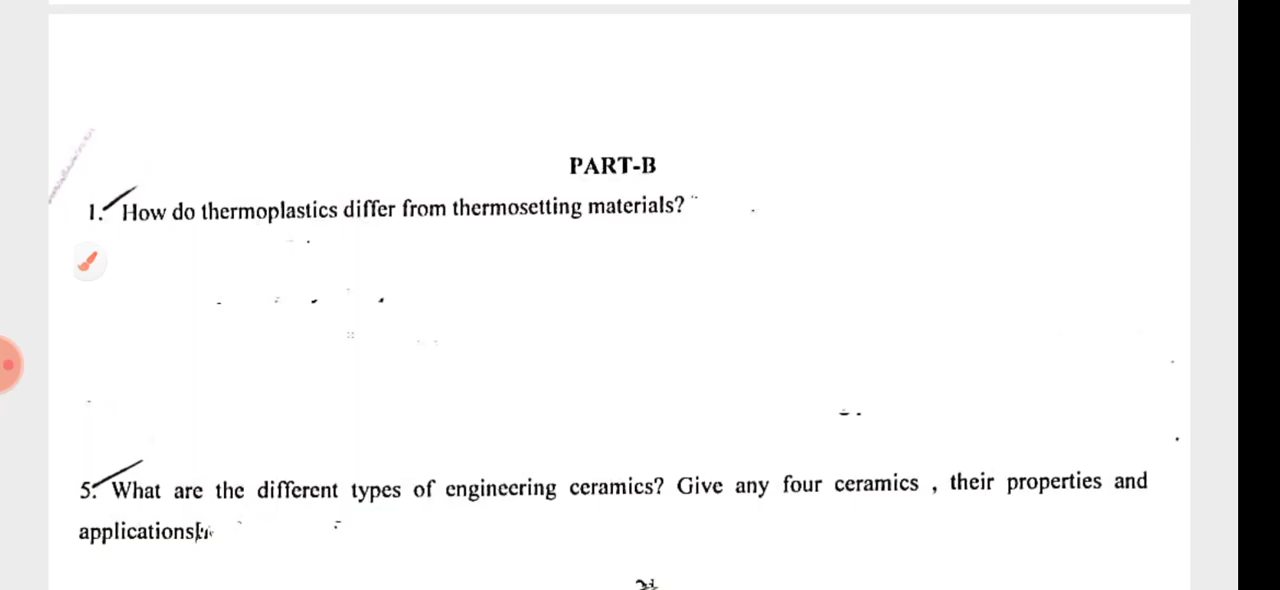 PART-B
1. How do thermoplastics differ from thermosetting materials?
5. What are the different types of engineering ceramics? Give any four ceramics , their properties and
applications